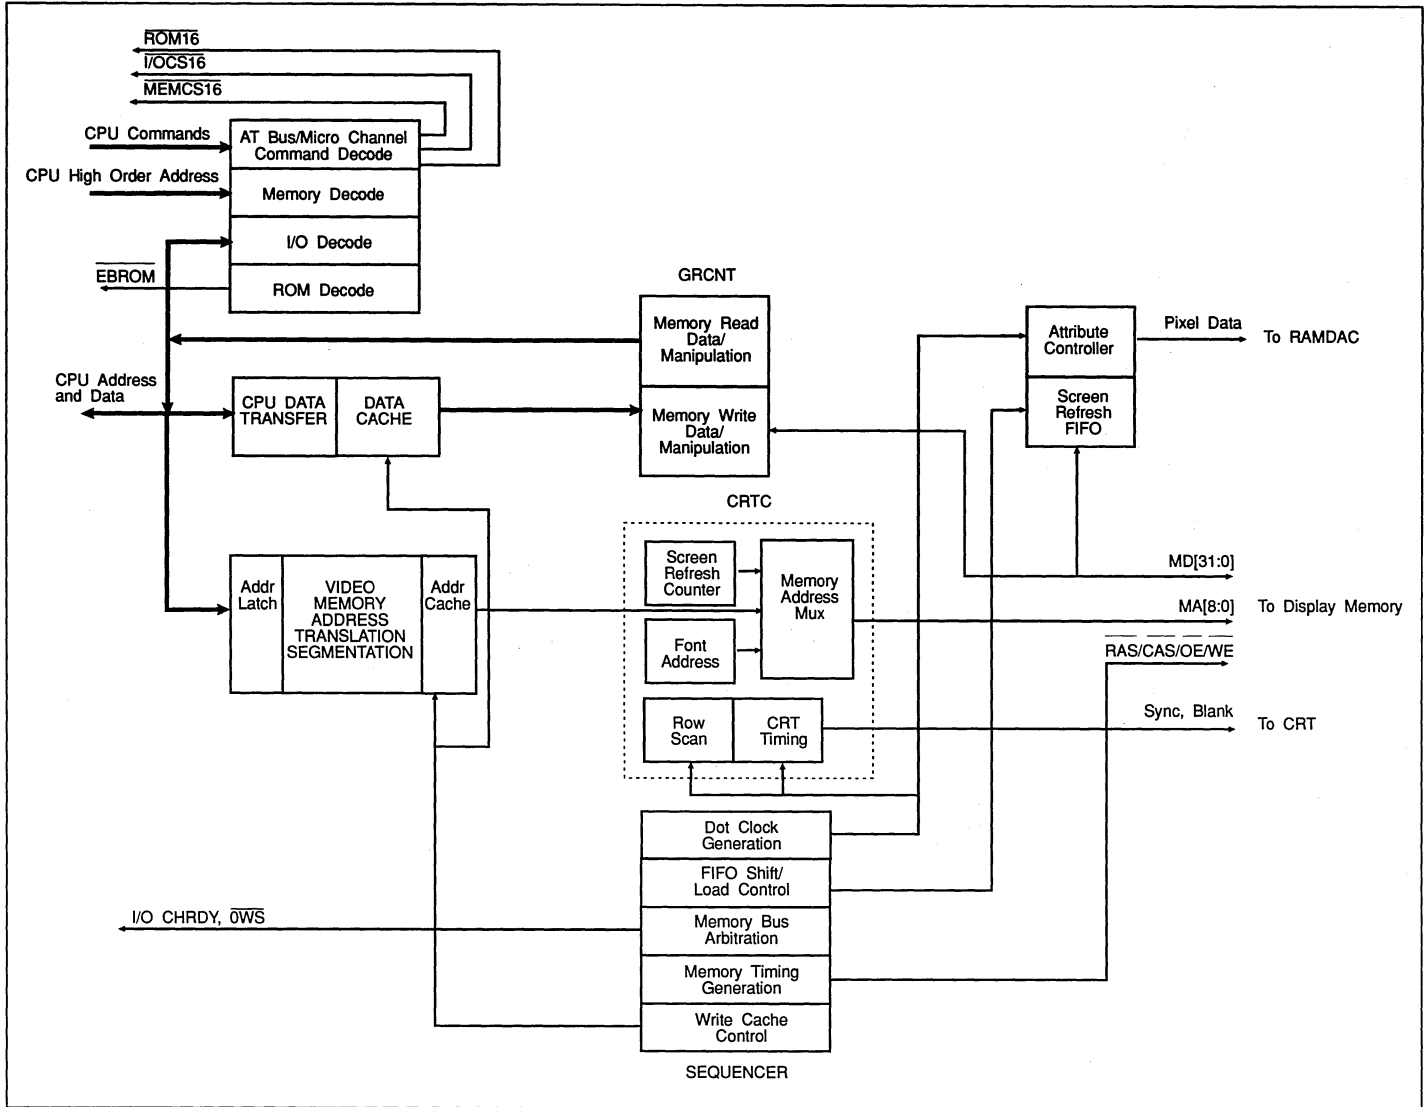 ROM16
I/OCS16
MEMCS16
CPU Commands
AT Bus/Micro Channel
Command Decode
CPU High Order Address
Memory Decode
I/O Decode
EBROM
ROM Decode
GRCNT
Memory Read
Data/
Manipulation
Attribute
Controller
Pixel Data
To RAMDAC
CPU Address
and Data
CPU DATA
TRANSFER
DATA
CACHE
Memory Write
Data/
Manipulation
Screen
Refresh
FIFO
CRTC
Addr
Latch
VIDEO
MEMORY
ADDRESS
TRANSLATION
SEGMENTATION
Addr
Cache
Screen
Refresh
Counter
Memory
Address
Mux
Font
Address
MD[31:0]
MA[8:0]
To Display Memory
RAS/CAS/OE/WE
Row
Scan
CRT
Timing
Sync, Blank
To CRT
Dot Clock
Generation
FIFO Shift/
Load Control
I/O CHRDY, 0WS
Memory Bus
Arbitration
Memory Timing
Generation
Write Cache
Control
SEQUENCER